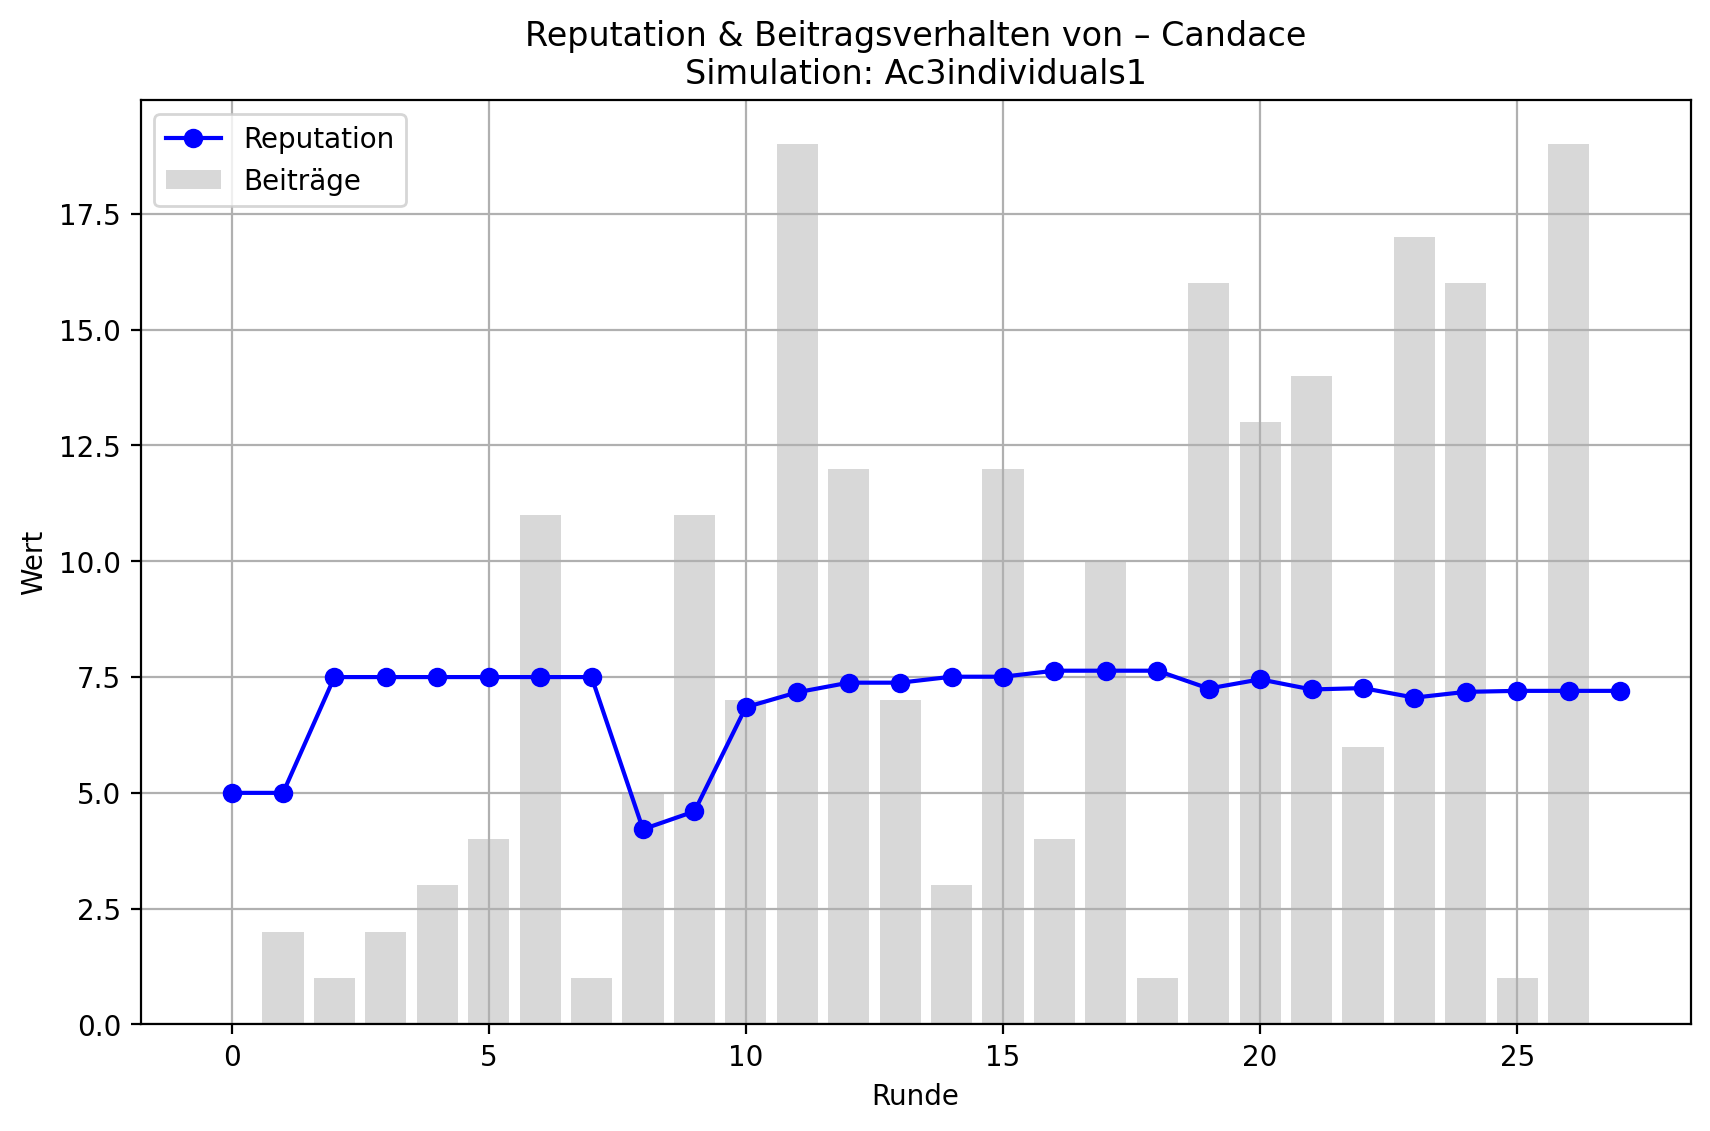 Reputation & Beitragsverhalten von – Candace
Simulation: Ac3individuals1
Reputation
Beiträge
17.5
15.0
12.5
10.0
7.5
5.0
2.5
0.0
Wert
0 5 10 15 20 25
Runde